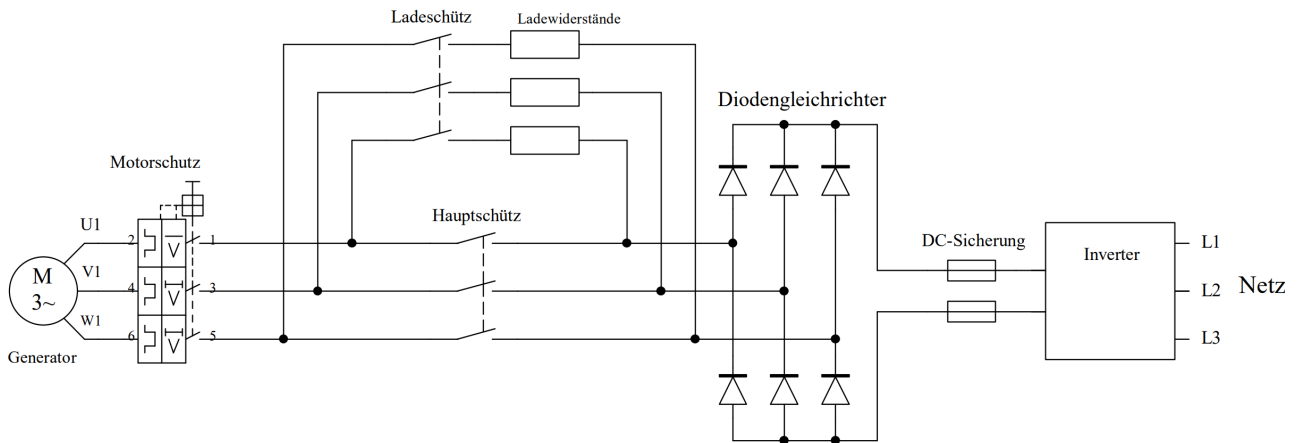 Ladeschütz
Ladewiderstände
Diodengleichrichter
Motorschutz
Hauptschütz
U1
2
1
DC-Sicherung
Inverter
L1
M
3~
V1
4
3
L2
Netz
W1
6
5
L3
Generator